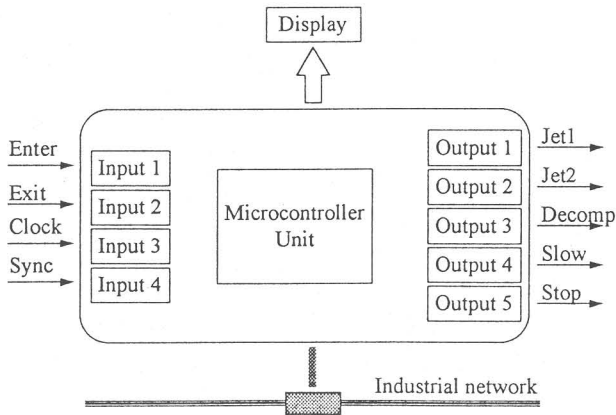 Display
Enter
Exit
Clock
Sync
Input 1
Input 2
Input 3
Input 4
Microcontroller
Unit
Output 1
Output 2
Output 3
Output 4
Output 5
Jet1
Jet2
Decomp
Slow
Stop
Industrial network